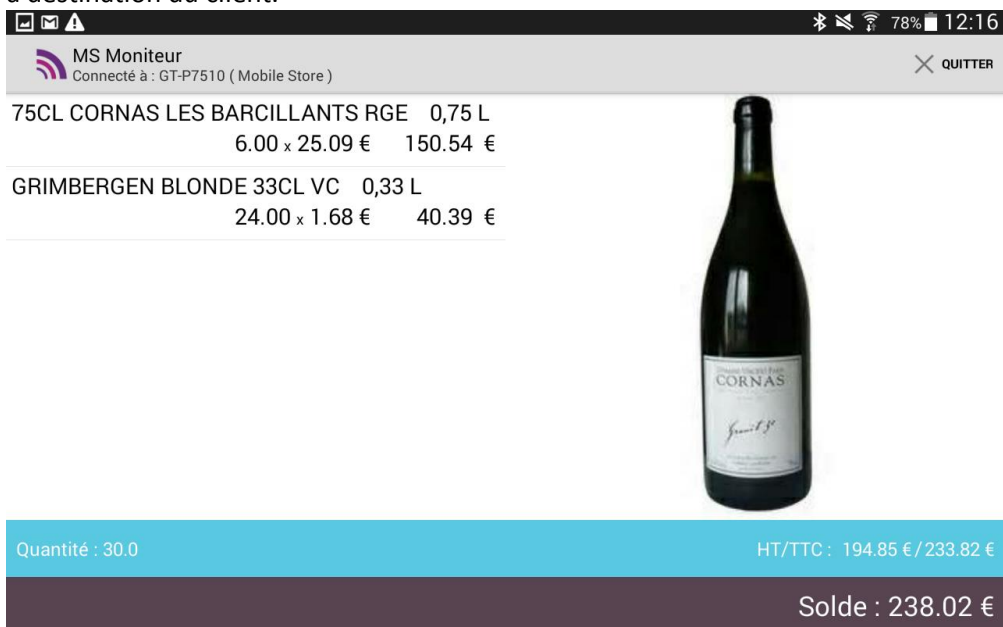 78% 12:16
MS Moniteur
Connecté à : GT-P7510 ( Mobile Store )
QUITTER
75CL CORNAS LES BARCILLANTS RGE 0,75 L
6.00 x 25.09 € 150.54 €
GRIMBERGEN BLONDE 33CL VC 0,33 L
24.00 x 1.68 € 40.39 €
CORNAS
Granit
Quantité : 30.0
HT/TTC : 194.85 € / 233.82 €
Solde : 238.02 €